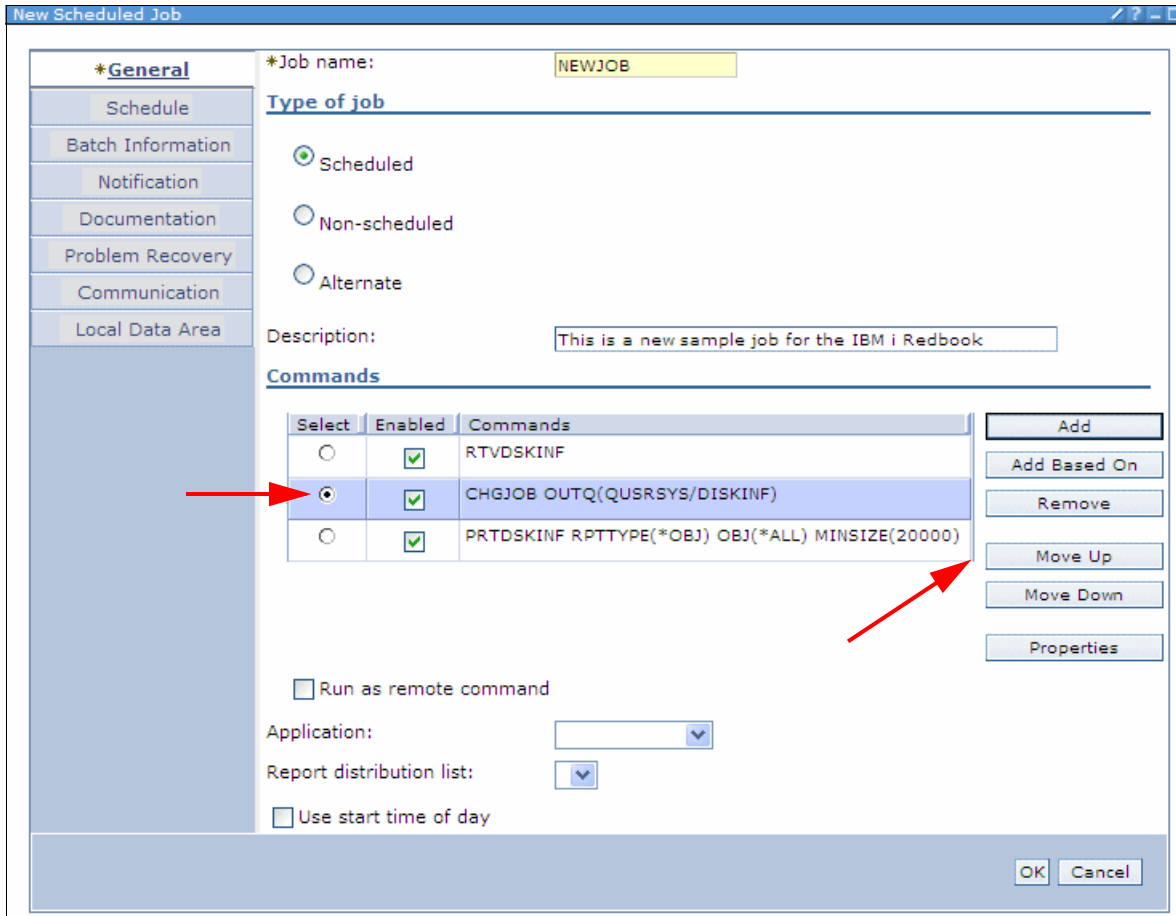 New Scheduled Job
*General
Schedule
Batch Information
Notification
Documentation
Problem Recovery
Communication
Local Data Area
*Job name:
NEWJOB
Type of job
Scheduled
Non-scheduled
Alternate
Description:
This is a new sample job for the IBM i Redbook
Commands
Select Enabled Commands
RTVDSKINF
CHGJOB OUTQ(QUSRSYS/DISKINF)
PRTDSKINF RPTTYPE(*OBJ) OBJ(*ALL) MINSIZE(20000)
Add
Add Based On
Remove
Move Up
Move Down
Properties
Run as remote command
Application:
Report distribution list:
Use start time of day
OK Cancel